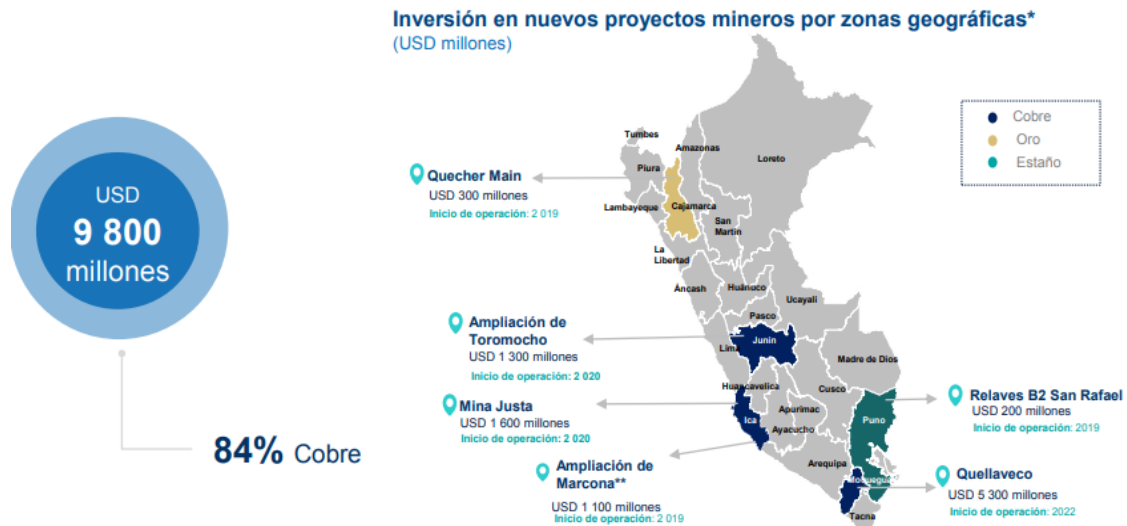 Inversión en nuevos proyectos mineros por zonas geográficas*
(USD millones)
USD
9 800
millones
84% Cobre
Cobre
Oro
Estaño
Quecher Main
USD 300 millones
Inicio de operación: 2 019
Ampliación de
Toromocho
USD 1 300 millones
Inicio de operación: 2 020
Mina Justa
USD 1 600 millones
Inicio de operación: 2 020
Ampliación de
Marcona**
USD 1 100 millones
Inicio de operación: 2 019
Relaves B2 San Rafael
USD 200 millones
Inicio de operación: 2019
Quellaveco
USD 5 300 millones
Inicio de operación: 2022
Tumbes
Piura
Amazonas
Loreto
Lambayeque
Cajamarca
San
Martín
La
Libertad
Áncash
Huánuco
Ucayali
Pasco
Lima
Junín
Madre de Dios
Huancavelica
Cusco
Ica
Apurimac
Ayacucho
Puno
Arequipa
Moquegua
Tacna